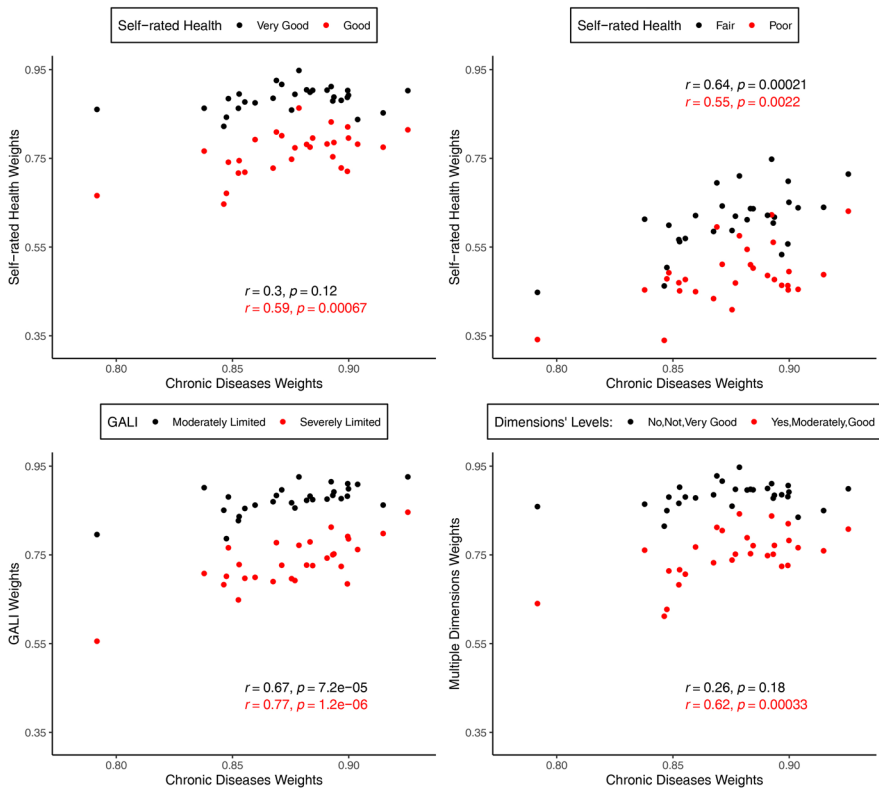 Self−rated Health Very Good Good
0.95
0.75
0.55
0.35
Self−rated Health Weights
r = 0.3, p = 0.12
r = 0.59, p = 0.00067
0.80 0.85 0.90
Chronic Diseases Weights
Self−rated Health Fair Poor
0.95
0.75
0.55
0.35
Self−rated Health Weights
r = 0.64, p = 0.00021
r = 0.55, p = 0.0022
0.80 0.85 0.90
Chronic Diseases Weights
GALI Moderately Limited Severely Limited
0.95
0.75
0.55
0.35
GALI Weights
r = 0.67, p = 7.2e−05
r = 0.77, p = 1.2e−06
0.80 0.85 0.90
Chronic Diseases Weights
Dimensions' Levels: No,Not,Very Good Yes,Moderately,Good
0.95
0.75
0.55
0.35
Multiple Dimensions Weights
r = 0.26, p = 0.18
r = 0.62, p = 0.00033
0.80 0.85 0.90
Chronic Diseases Weights